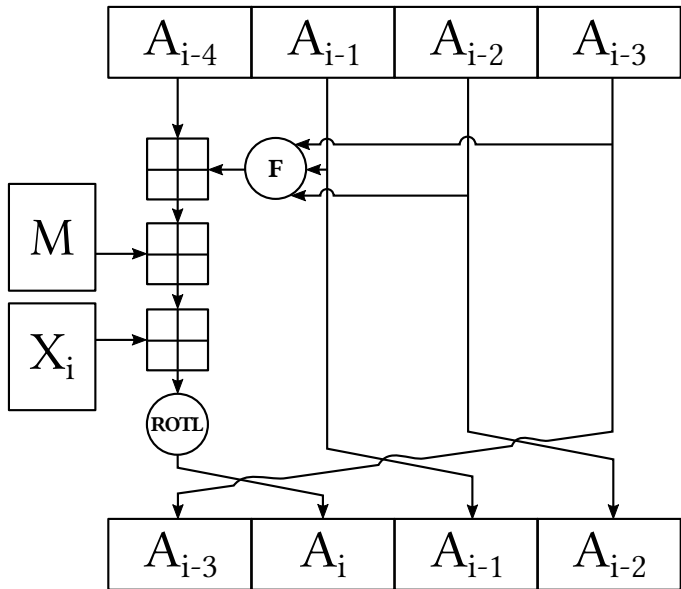 A_{i-4} A_{i-1} A_{i-2} A_{i-3}
F
M
X_i
ROTL
A_{i-3} A_i A_{i-1} A_{i-2}